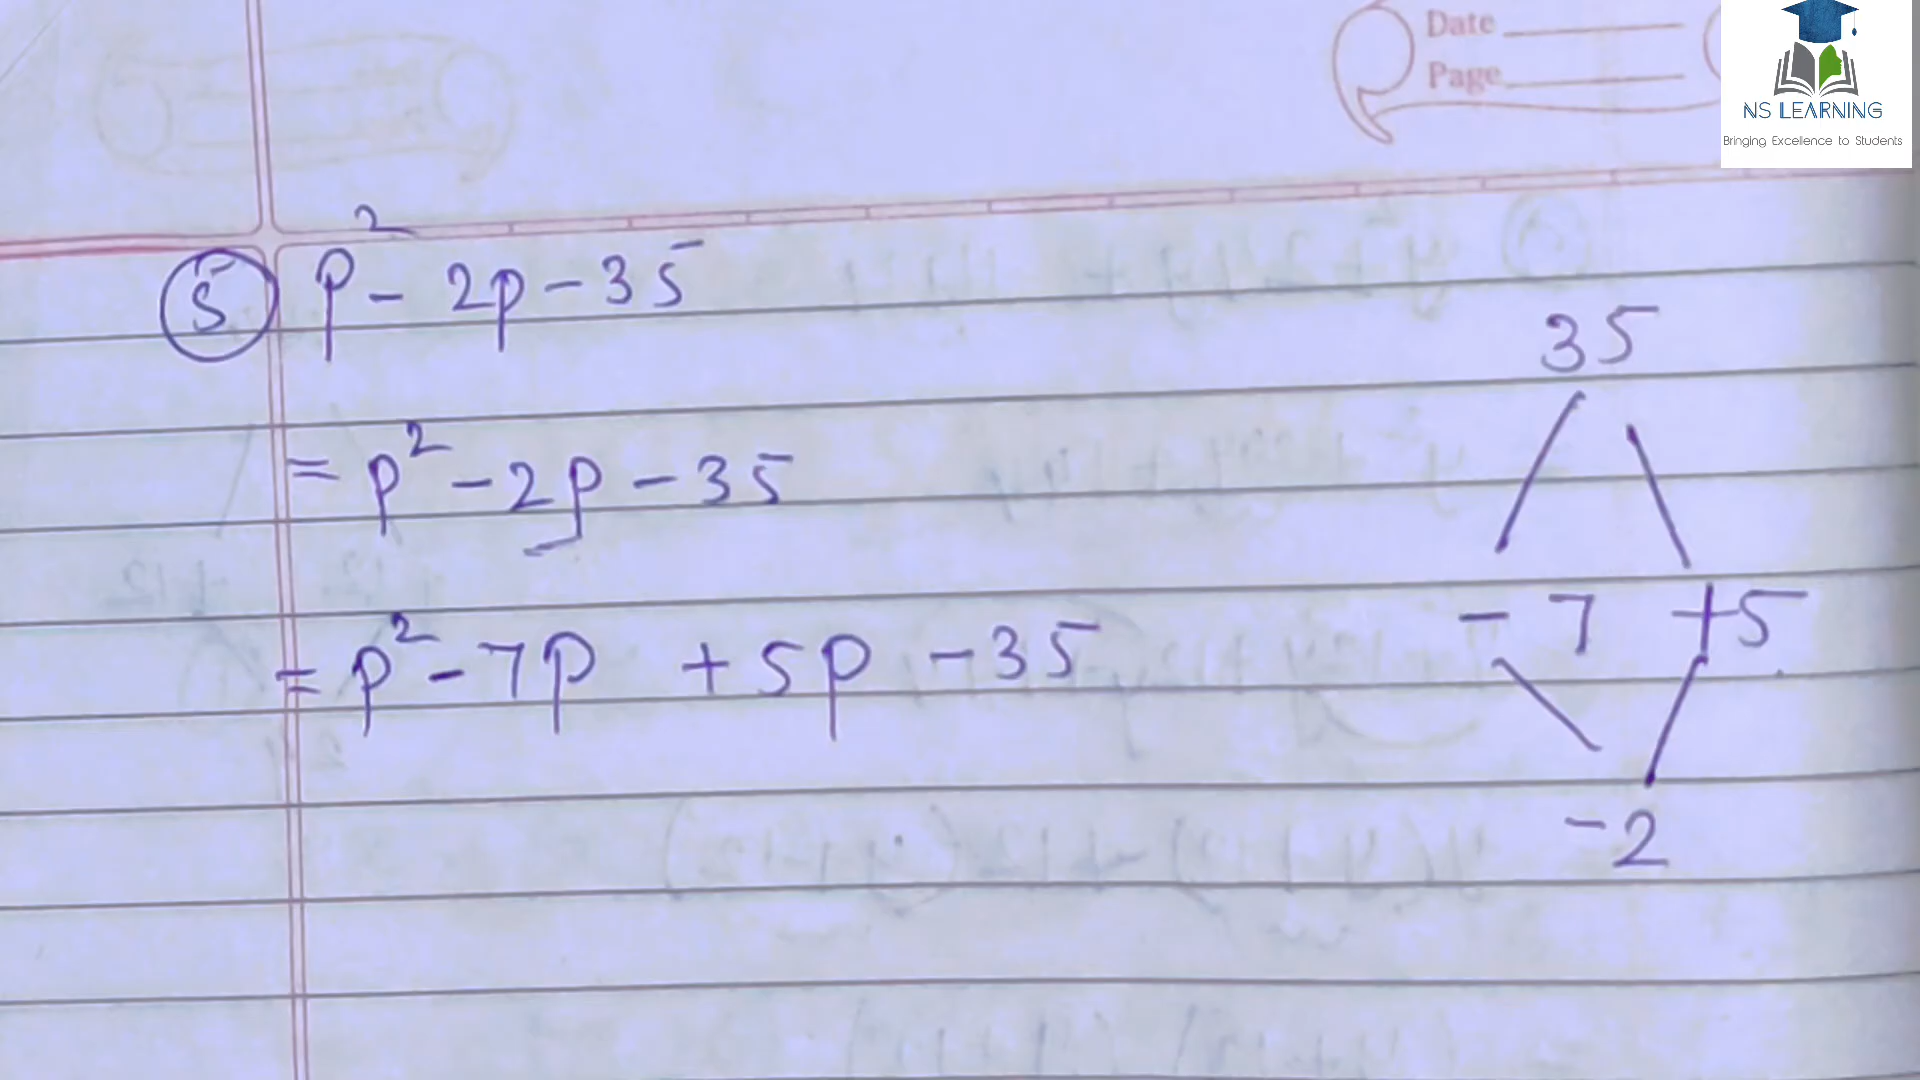 Date
Page
NS LEARNING
Bringing Excellence to Students
⑤ p² - 2p - 35
= p² - 2p - 35
= p² - 7p + 5p - 35
35
- 7 +5
- 2